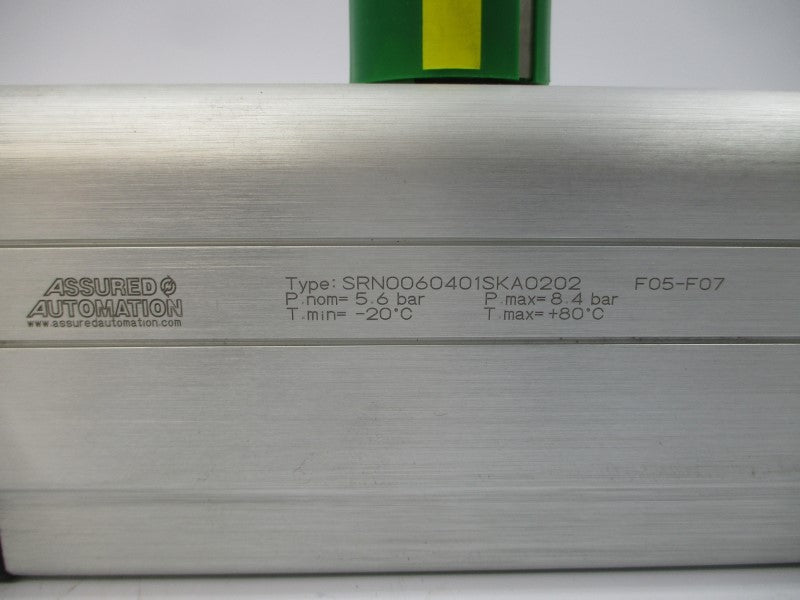 ASSURED
AUTOMATION
www.assuredautomation.com
Type: SRN0060401SKA0202 F05-F07
P.nom= 5.6 bar P.max= 8.4 bar
T.min= -20°C T.max= +80°C